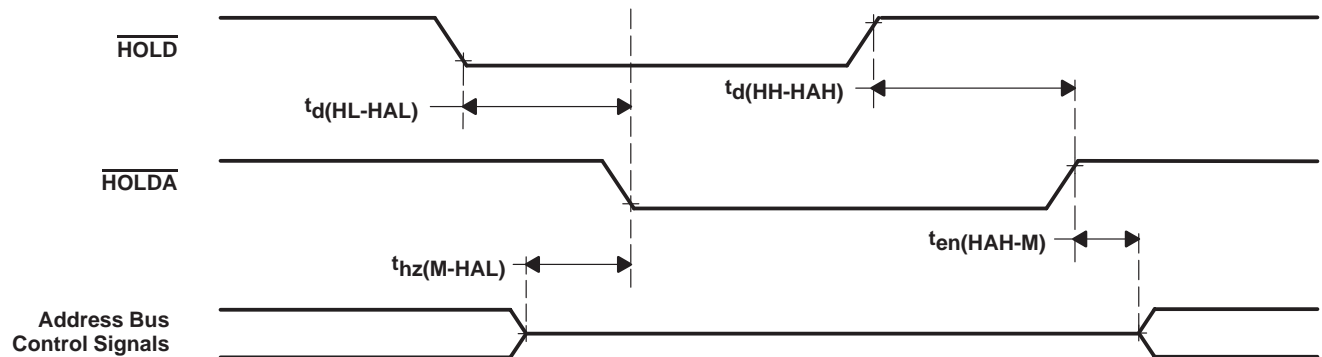 HOLD
td(HL-HAL)
td(HH-HAH)
HOLDA
ten(HAH-M)
thz(M-HAL)
Address Bus
Control Signals